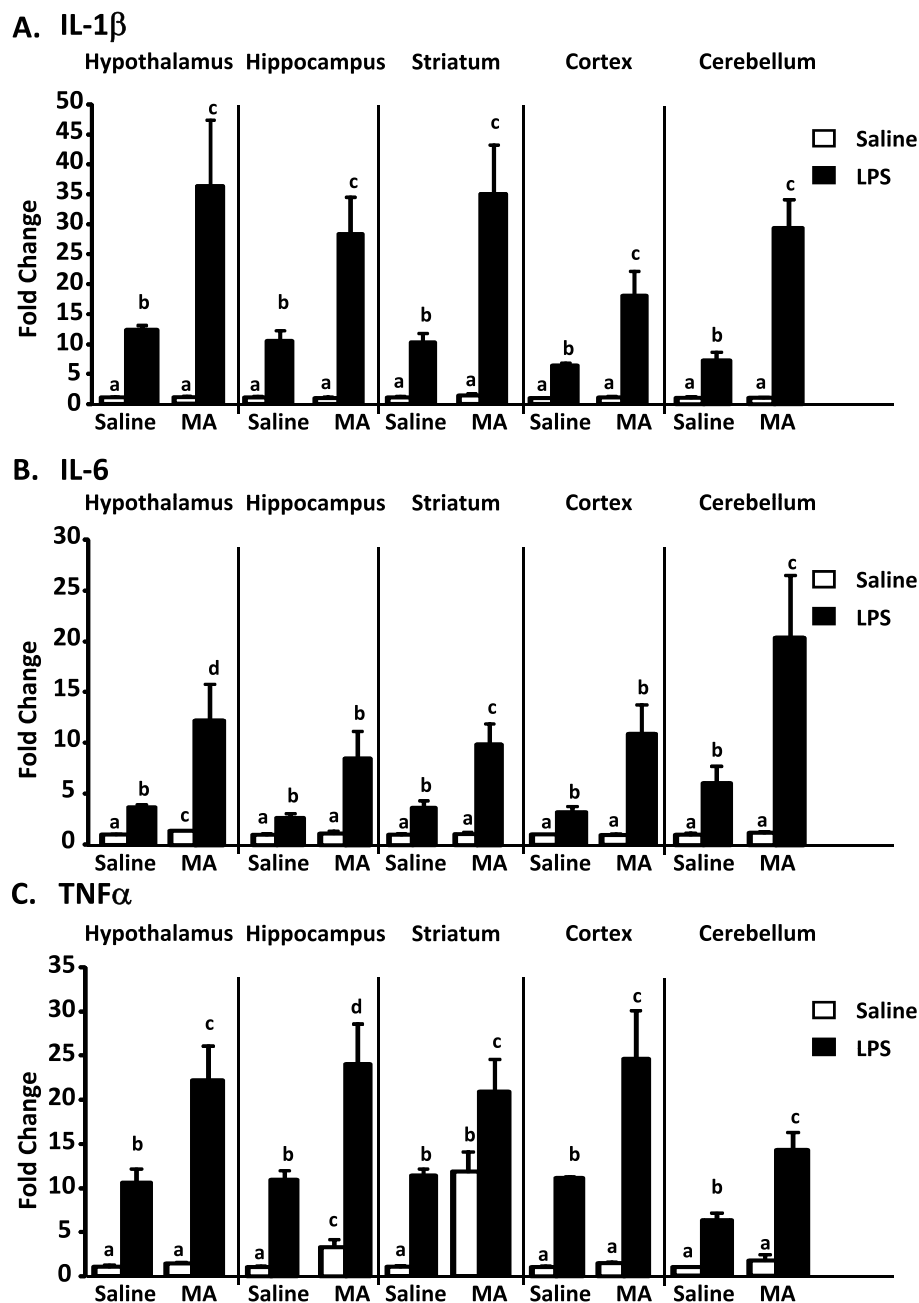 A. IL-1β
Hypothalamus Hippocampus Striatum Cortex Cerebellum
50
45
40
35
30
25
20
15
10
5
0
Fold Change
c
c
c
c
c
b
b
b
b
b
a a a a a a a a a a
Saline
LPS
Saline MA Saline MA Saline MA Saline MA Saline MA
B. IL-6
Hypothalamus Hippocampus Striatum Cortex Cerebellum
30
25
20
15
10
5
0
Fold Change
a b c d a b a b a b a c a b a b a b a c
Saline
LPS
Saline MA Saline MA Saline MA Saline MA Saline MA
C. TNFα
Hypothalamus Hippocampus Striatum Cortex Cerebellum
35
30
25
20
15
10
5
0
Fold Change
a b a c a b c d a b b c a b a c a b a c
Saline
LPS
Saline MA Saline MA Saline MA Saline MA Saline MA